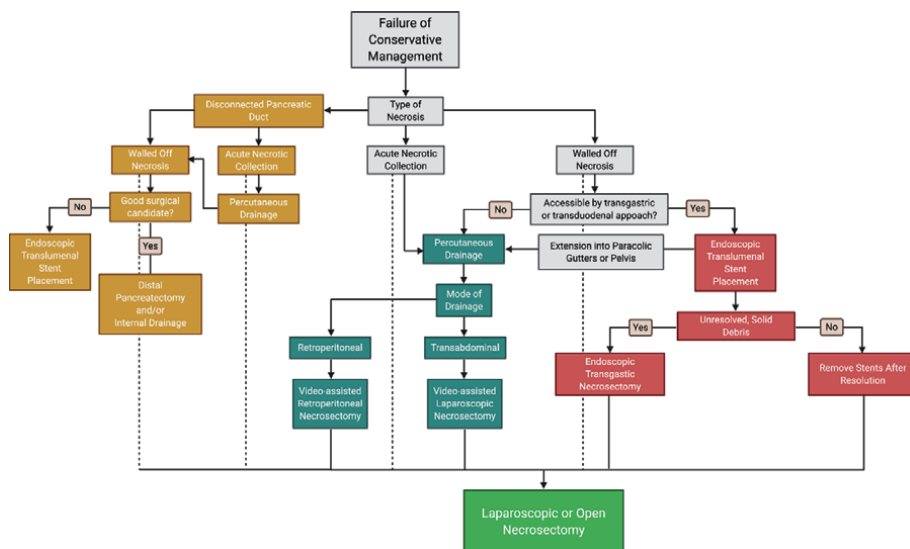 Failure of
Conservative
Management
Disconnected Pancreatic
Duct
Type of
Necrosis
Walled Off
Necrosis
Acute Necrotic
Collection
Acute Necrotic
Collection
Walled Off
Necrosis
No
Good surgical
candidate?
Percutaneous
Drainage
Accessible by transgastric
or transduodenal appoach?
No
Yes
Endoscopic
Translumenal
Stent
Placement
Yes
Percutaneous
Drainage
Extension into Paracolic
Gutters or Pelvis
Endoscopic
Translumenal
Stent
Placement
Distal
Pancreatectomy
and/or
Internal Drainage
Mode of
Drainage
Yes
Unresolved, Solid
Debris
No
Retroperitoneal
Transabdominal
Endoscopic
Transgastic
Necrosectomy
Remove Stents After
Resolution
Video-assisted
Retroperitoneal
Necrosectomy
Video-assisted
Laparoscopic
Necrosectomy
Laparoscopic or Open
Necrosectomy